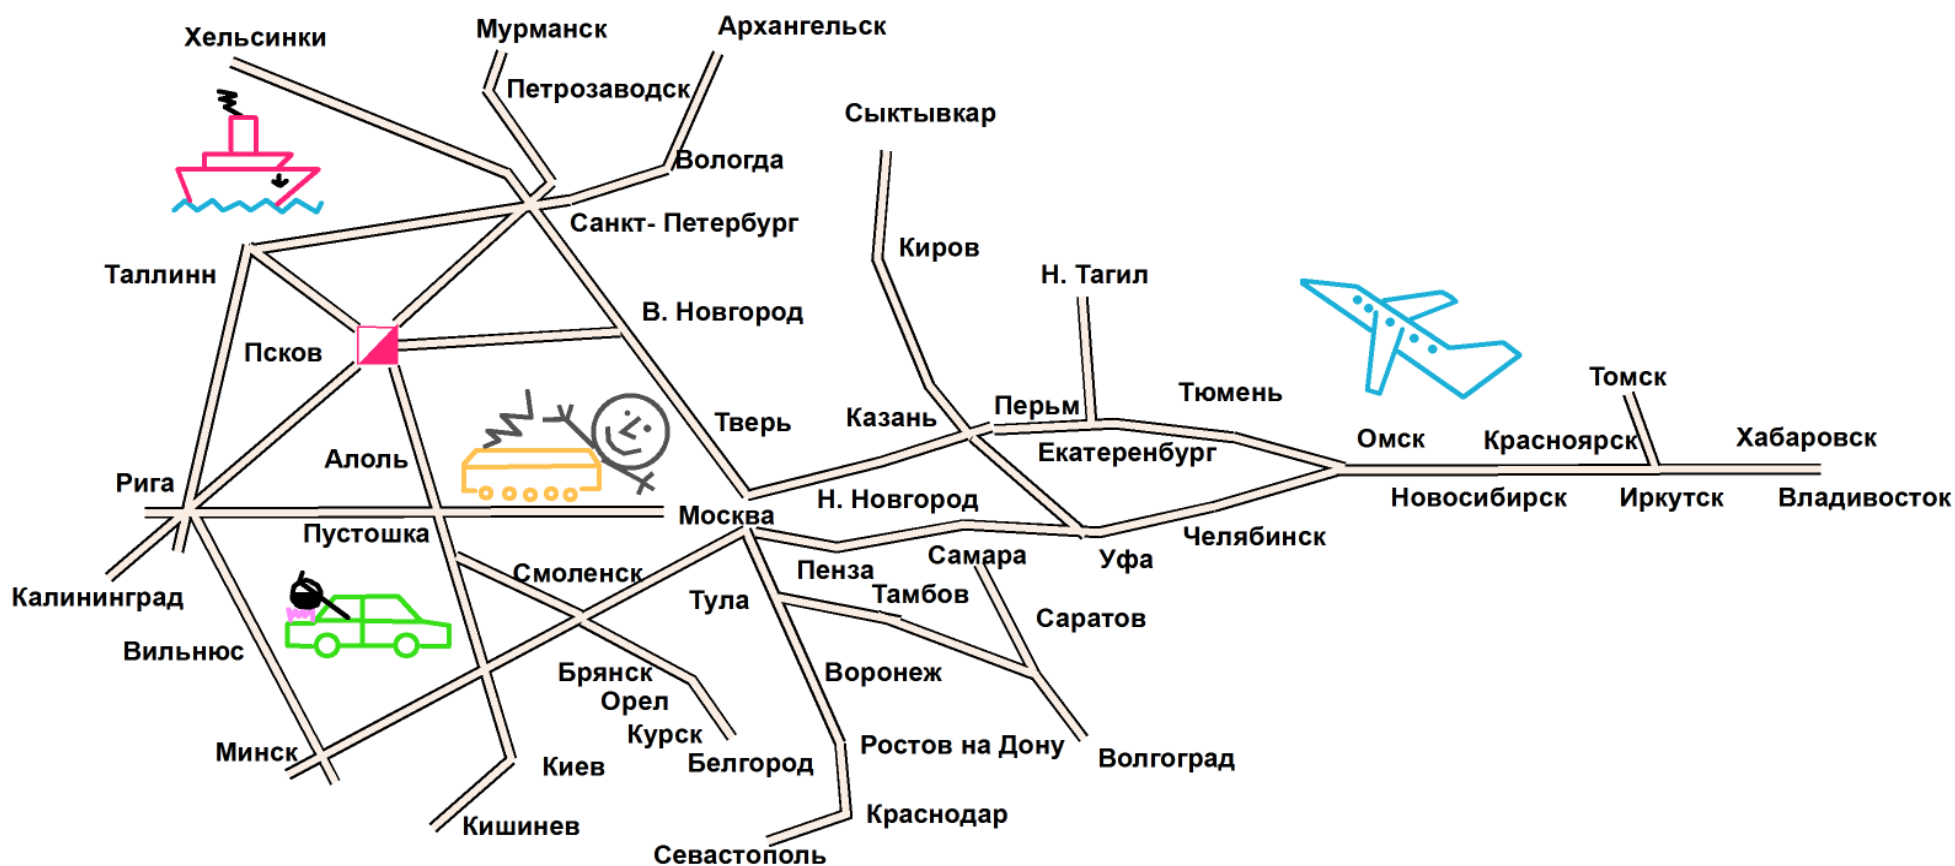 Хельсинки
Мурманск
Архангельск
Петрозаводск
Сыктывкар
Вологда
Санкт- Петербург
Киров
Таллинн
Н. Тагил
В. Новгород
Псков
Томск
Тюмень
Перьм
Казань
Тверь
Омск
Красноярск
Хабаровск
Екатеренбург
Алоль
Рига
Н. Новгород
Новосибирск
Иркутск
Владивосток
Москва
Пустошка
Челябинск
Самара
Уфа
Смоленск
Пенза
Калининград
Тула
Тамбов
Саратов
Вильнюс
Брянск
Воронеж
Орел
Курск
Минск
Ростов на Дону
Киев
Белгород
Волгоград
Краснодар
Кишинев
Севастополь